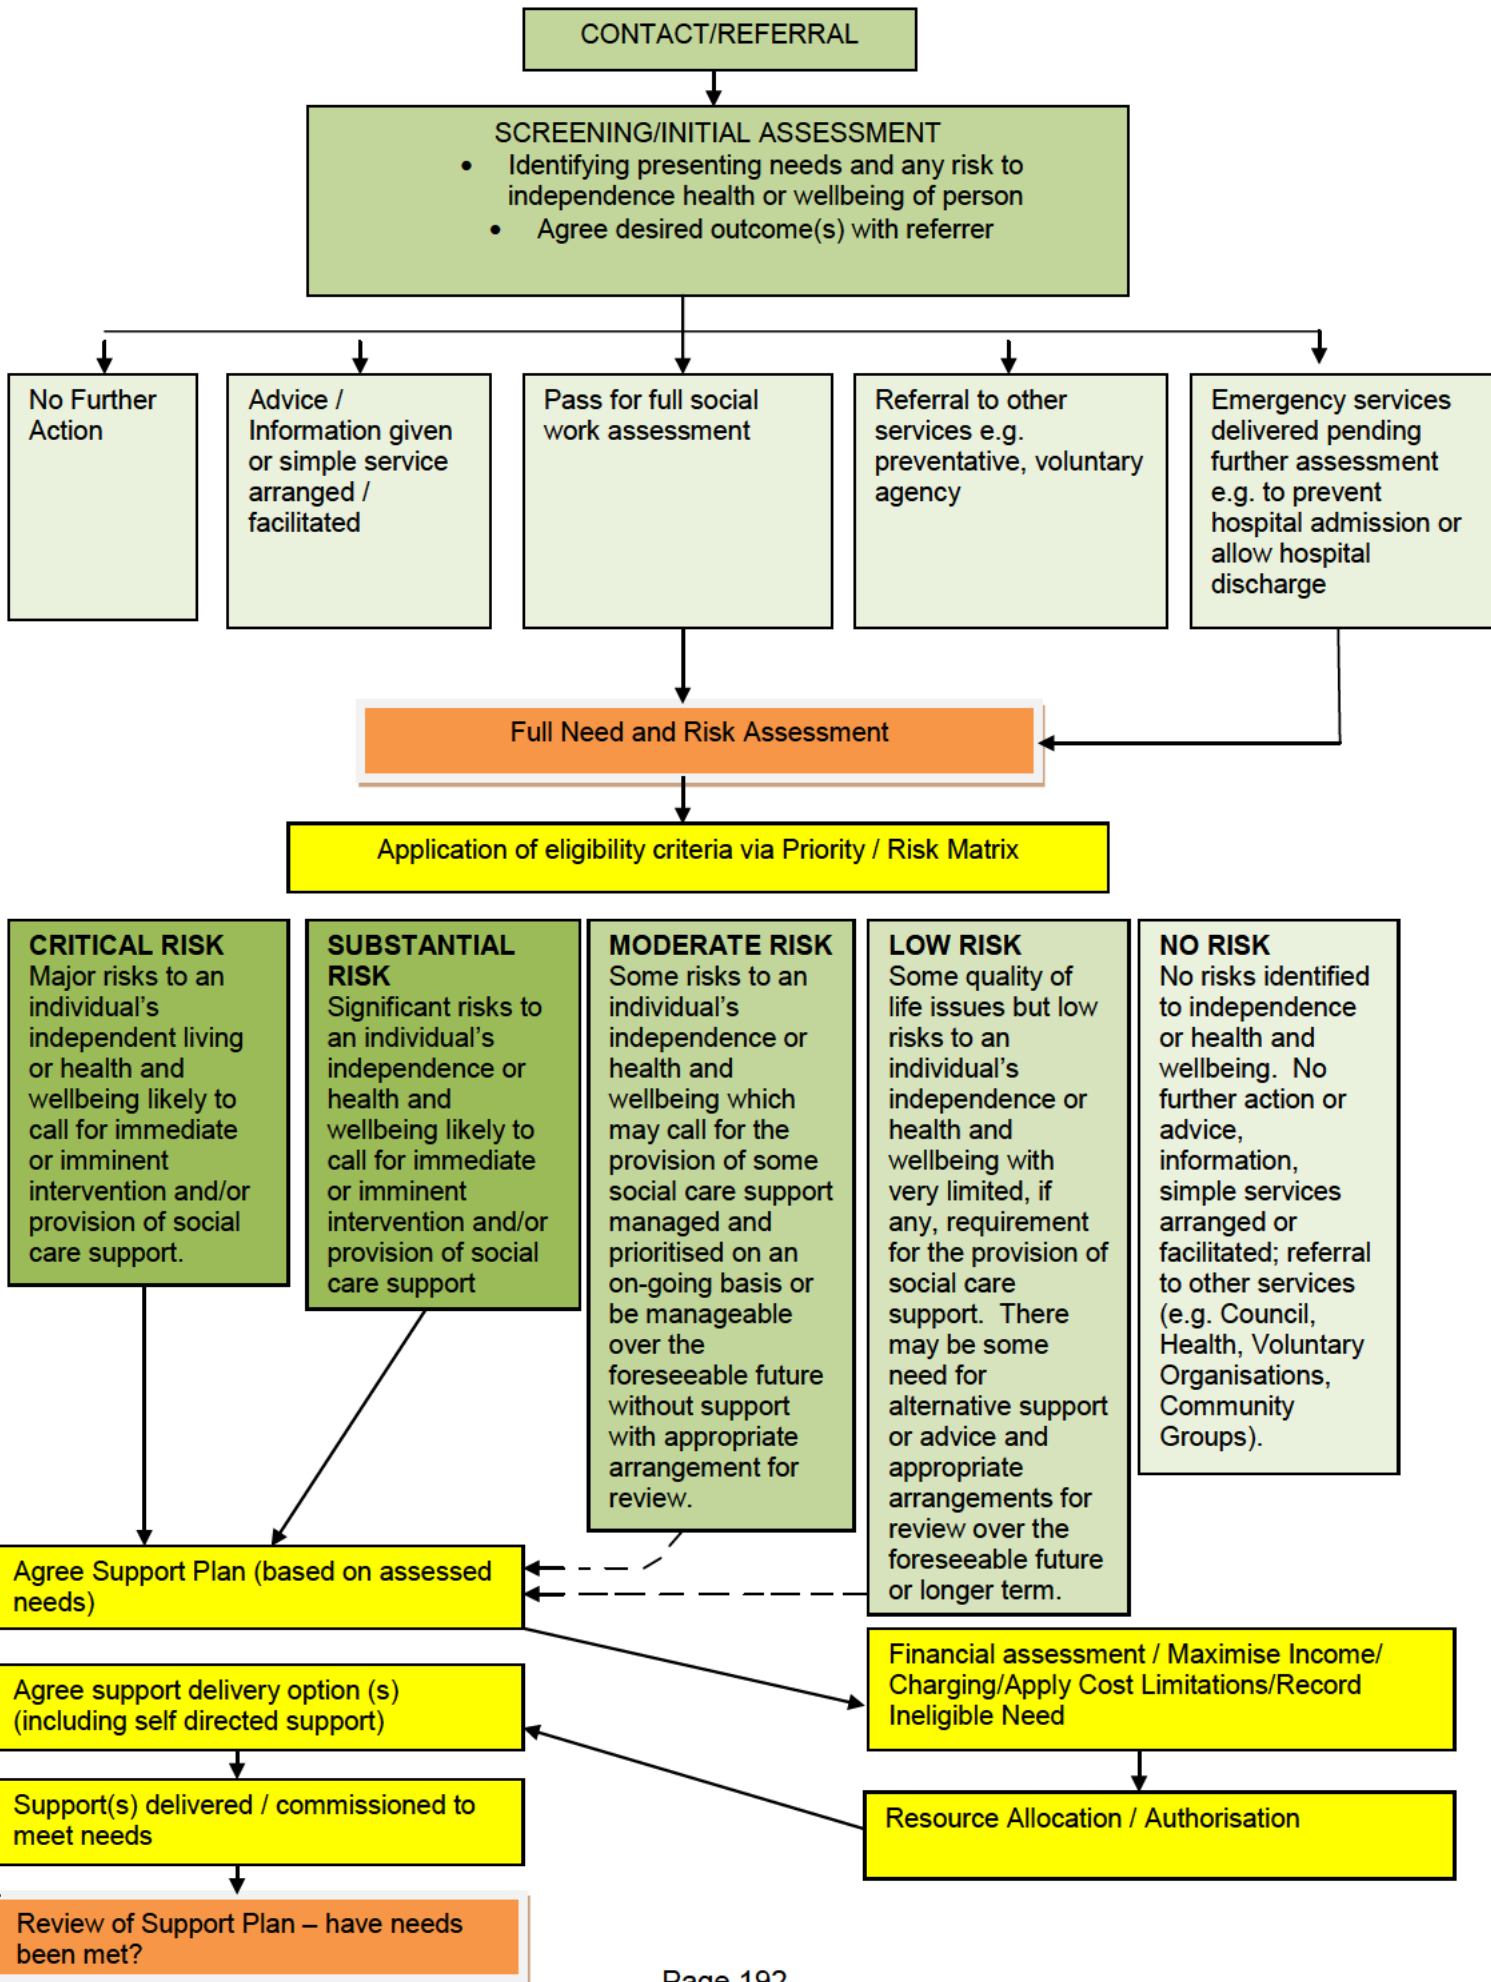 CONTACT/REFERRAL
SCREENING/INITIAL ASSESSMENT
• Identifying presenting needs and any risk to
independence health or wellbeing of person
• Agree desired outcome(s) with referrer
No Further
Action
Advice /
Information given
or simple service
arranged /
facilitated
Pass for full social
work assessment
Referral to other
services e.g.
preventative, voluntary
agency
Emergency services
delivered pending
further assessment
e.g. to prevent
hospital admission or
allow hospital
discharge
Full Need and Risk Assessment
Application of eligibility criteria via Priority / Risk Matrix
CRITICAL RISK
Major risks to an
individual's
independent living
or health and
wellbeing likely to
call for immediate
or imminent
intervention and/or
provision of social
care support.
SUBSTANTIAL
RISK
Significant risks to
an individual's
independence or
health and
wellbeing likely to
call for immediate
or imminent
intervention and/or
provision of social
care support
MODERATE RISK
Some risks to an
individual's
independence or
health and
wellbeing which
may call for the
provision of some
social care support
managed and
prioritised on an
on-going basis or
be manageable
over the
foreseeable future
without support
with appropriate
arrangement for
review.
LOW RISK
Some quality of
life issues but low
risks to an
individual's
independence or
health and
wellbeing with
very limited, if
any, requirement
for the provision of
social care
support.  There
may be some
need for
alternative support
or advice and
appropriate
arrangements for
review over the
foreseeable future
or longer term.
NO RISK
No risks identified
to independence
or health and
wellbeing.  No
further action or
advice,
information,
simple services
arranged or
facilitated; referral
to other services
(e.g. Council,
Health, Voluntary
Organisations,
Community
Groups).
Agree Support Plan (based on assessed
needs)
Financial assessment / Maximise Income/
Charging/Apply Cost Limitations/Record
Ineligible Need
Agree support delivery option (s)
(including self directed support)
Support(s) delivered / commissioned to
meet needs
Resource Allocation / Authorisation
Review of Support Plan – have needs
been met?
Page 192